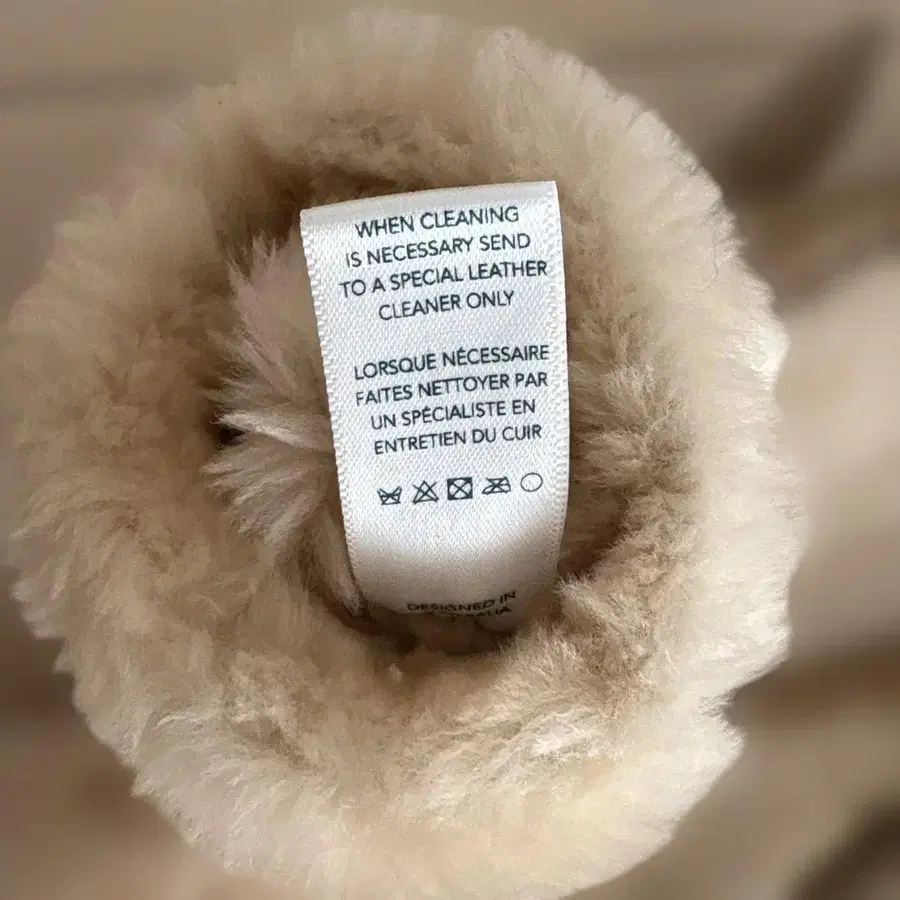 WHEN CLEANING
IS NECESSARY SEND
TO A SPECIAL LEATHER
CLEANER ONLY
LORSQUE NÉCESSAIRE
FAITES NETTOYER PAR
UN SPÉCIALISTE EN
ENTRETIEN DU CUIR
DESIGNED IN